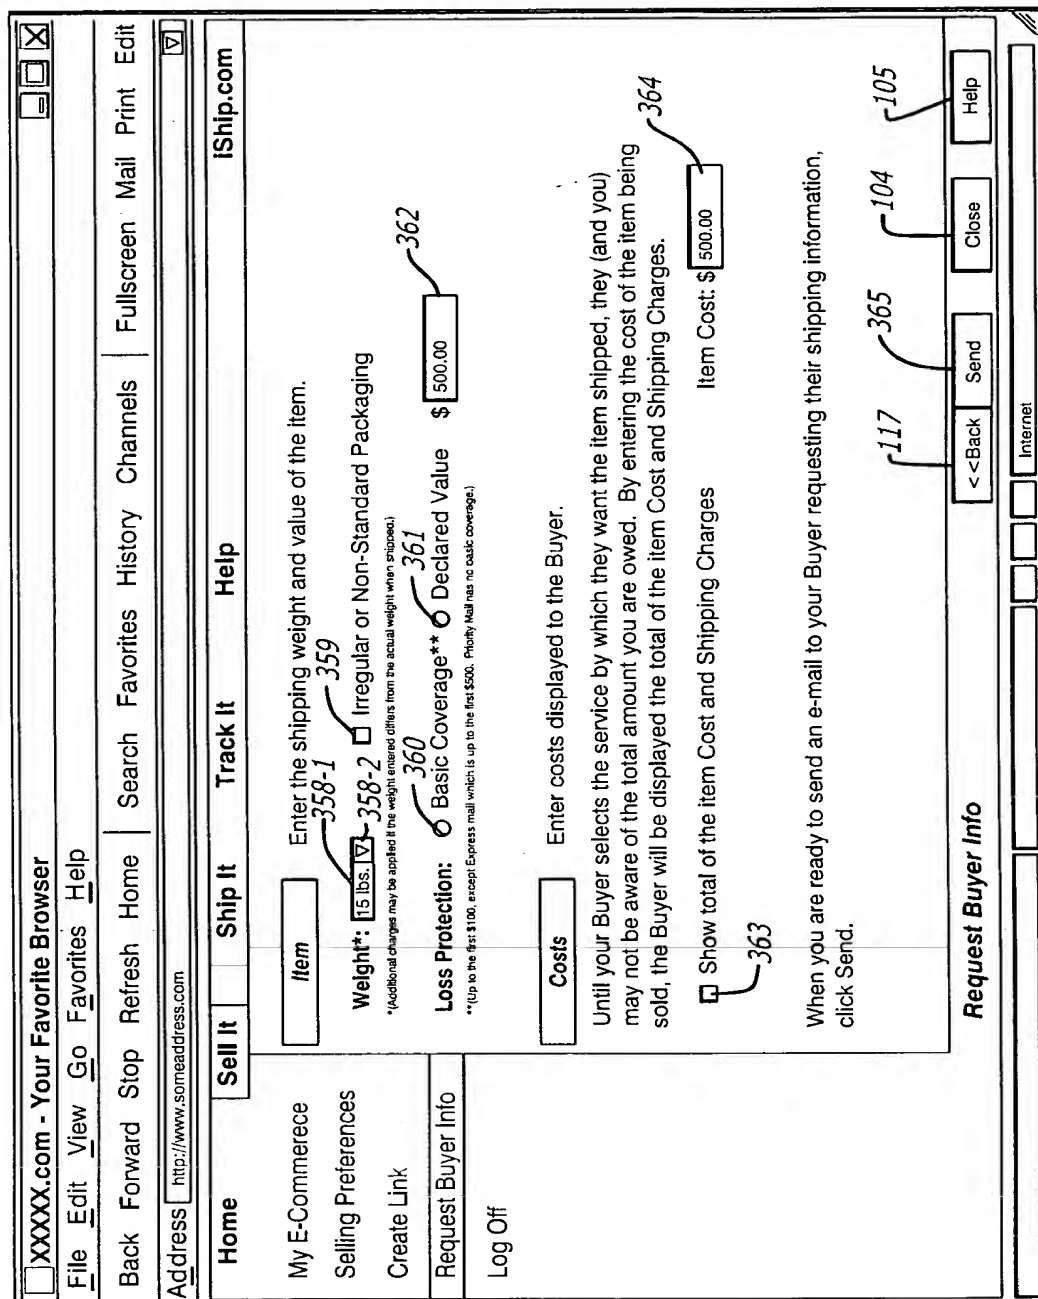 XXXXX.com - Your Favorite Browser
File Edit View Go Favorites Help
Back Forward Stop Refresh Home Search Favorites History Channels Fullscreen Mail Print Edit
Address http://www.someaddress.com
Home Sell It Ship It Track It Help iShip.com
My E-Commerece
Selling Preferences
Create Link
Request Buyer Info
Log Off
Item Enter the shipping weight and value of the item.
358-1
Weight*: 15 lbs. 358-2 Irregular or Non-Standard Packaging 359
*(Additional charges may be applied if the weight entered differs from the actual weight when shipped.)
360 361 362
Loss Protection: Basic Coverage** Declared Value $ 500.00
**(Up to the first $100, except Express mail which is up to the first $500. Priority Mail has no basic coverage.)
Costs Enter costs displayed to the Buyer.
Until your Buyer selects the service by which they want the item shipped, they (and you)
may not be aware of the total amount you are owed. By entering the cost of the item being
sold, the Buyer will be displayed the total of the item Cost and Shipping Charges.
364
Show total of the item Cost and Shipping Charges Item Cost: $ 500.00
363
When you are ready to send an e-mail to your Buyer requesting their shipping information,
click Send.
117 365 104 105
Request Buyer Info <<Back Send Close Help
Internet